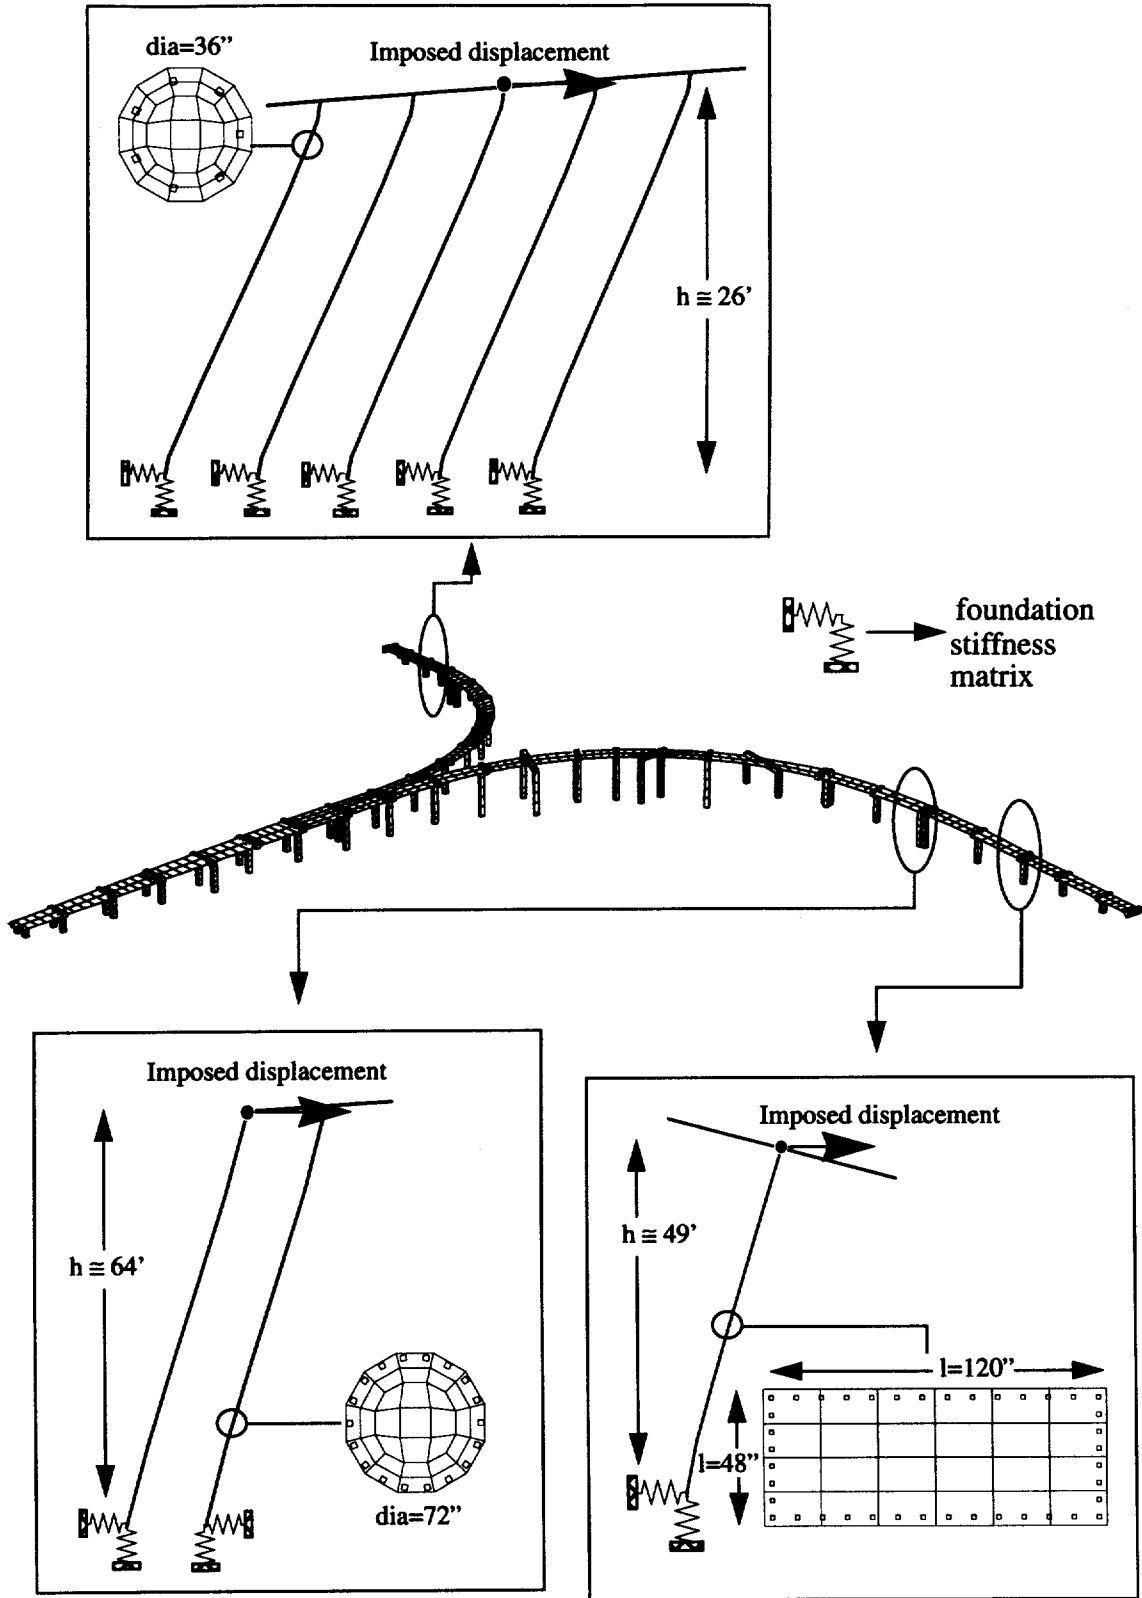 dia=36”
Imposed displacement
h ≅ 26’
foundation
stiffness
matrix
Imposed displacement
h ≅ 64’
dia=72”
Imposed displacement
h ≅ 49’
l=120”
l=48”